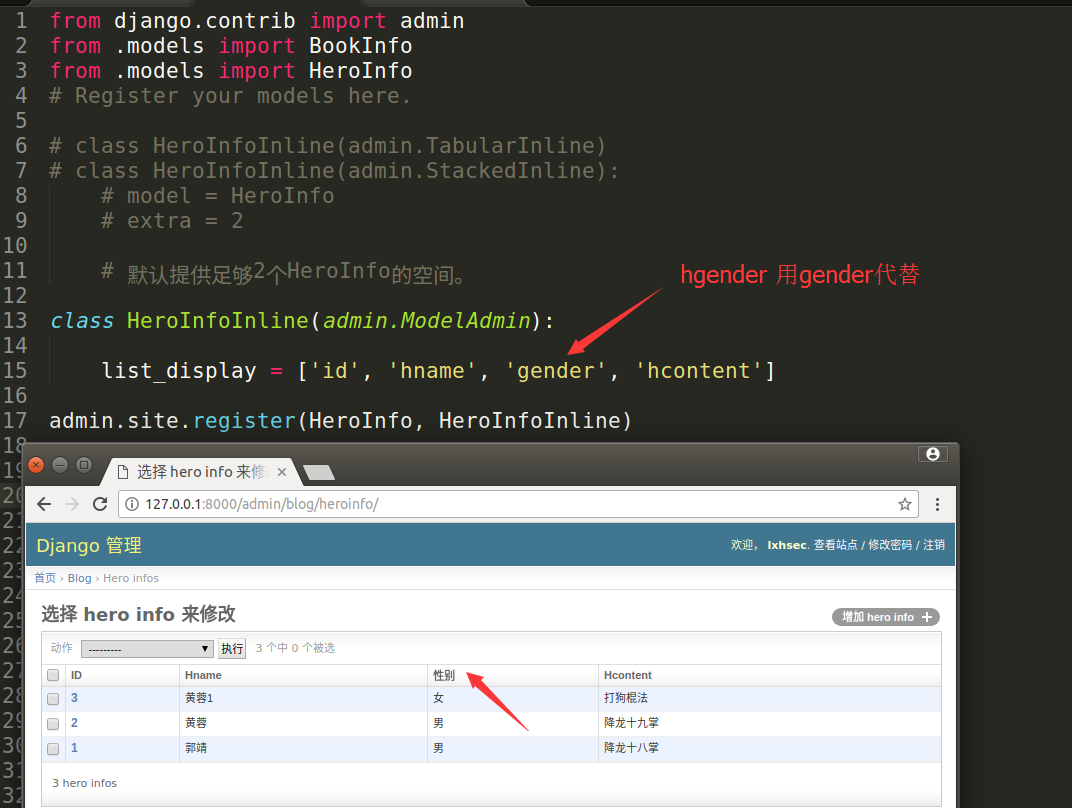 1 from django.contrib import admin
2 from .models import BookInfo
3 from .models import HeroInfo
4 # Register your models here.
5
6 # class HeroInfoInline(admin.TabularInline)
7 # class HeroInfoInline(admin.StackedInline):
8 # model = HeroInfo
9 # extra = 2
10
11 # 默认提供足够2个HeroInfo的空间。
hgender 用gender代替
12
13 class HeroInfoInline(admin.ModelAdmin):
14
15 list_display = ['id', 'hname', 'gender', 'hcontent']
16
17 admin.site.register(HeroInfo, HeroInfoInline)
18
19
20
21
22
23
24
25
26
27
28
29
30
31
32
选择 hero info 来修
127.0.0.1:8000/admin/blog/heroinfo/
Django 管理
欢迎， lxhsec. 查看站点 / 修改密码 / 注销
首页 › Blog › Hero infos
选择 hero info 来修改
增加 hero info +
动作 --------- 执行 3 个中 0 个被选
ID Hname 性别 Hcontent
3 黄蓉1 女 打狗棍法
2 黄蓉 男 降龙十九掌
1 郭靖 男 降龙十八掌
3 hero infos